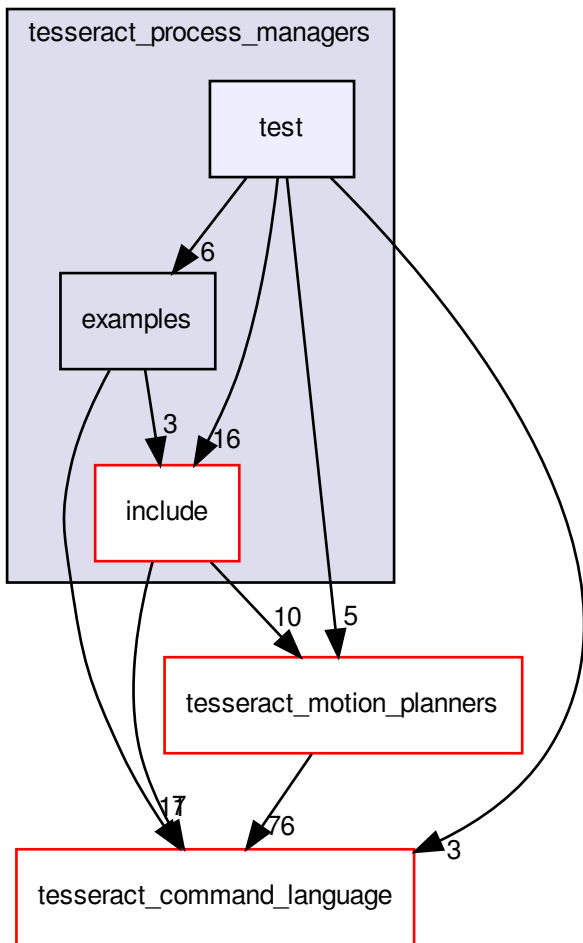 tesseract_process_managers
test
6
examples
3
16
include
10
5
tesseract_motion_planners
76
3
tesseract_command_language